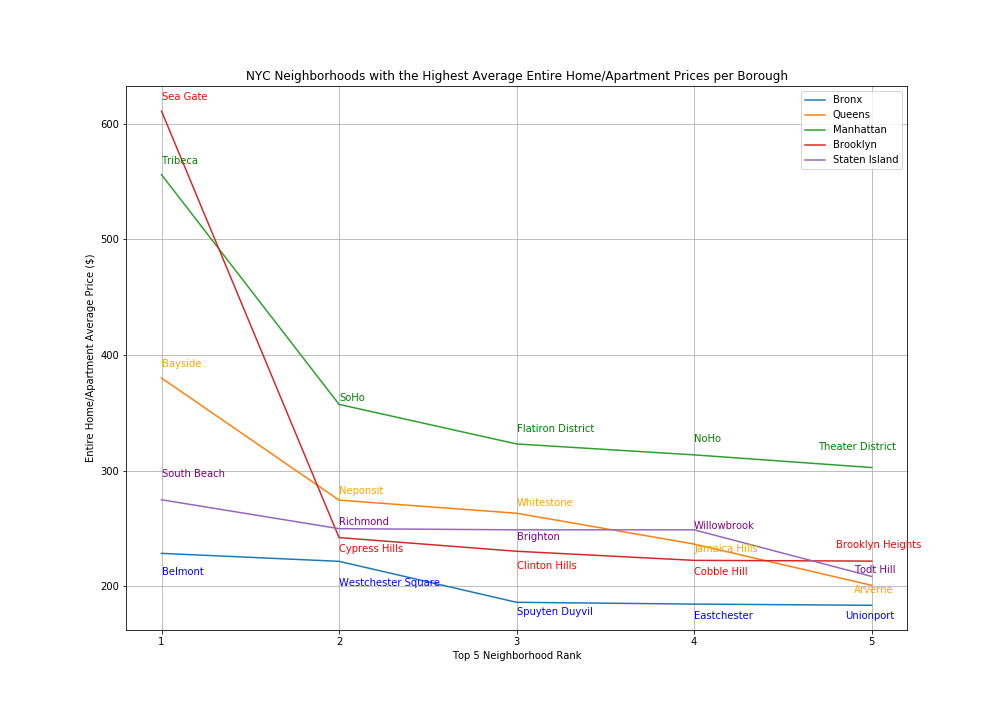 NYC Neighborhoods with the Highest Average Entire Home/Apartment Prices per Borough
Sea Gate
Bronx
Queens
Manhattan
Brooklyn
Staten Island
600
Tribeca
500
Entire Home/Apartment Average Price ($)
400
Bayside
SoHo
Flatiron District
NoHo
Theater District
300
South Beach
Neponsit
Whitestone
Richmond
Willowbrook
Brighton
Cypress Hills
Jamaica Hills
Brooklyn Heights
Clinton Hills
Cobble Hill
Todt Hill
Belmont
200
Westchester Square
Arverne
Spuyten Duyvil
Eastchester
Unionport
1
2
3
4
5
Top 5 Neighborhood Rank